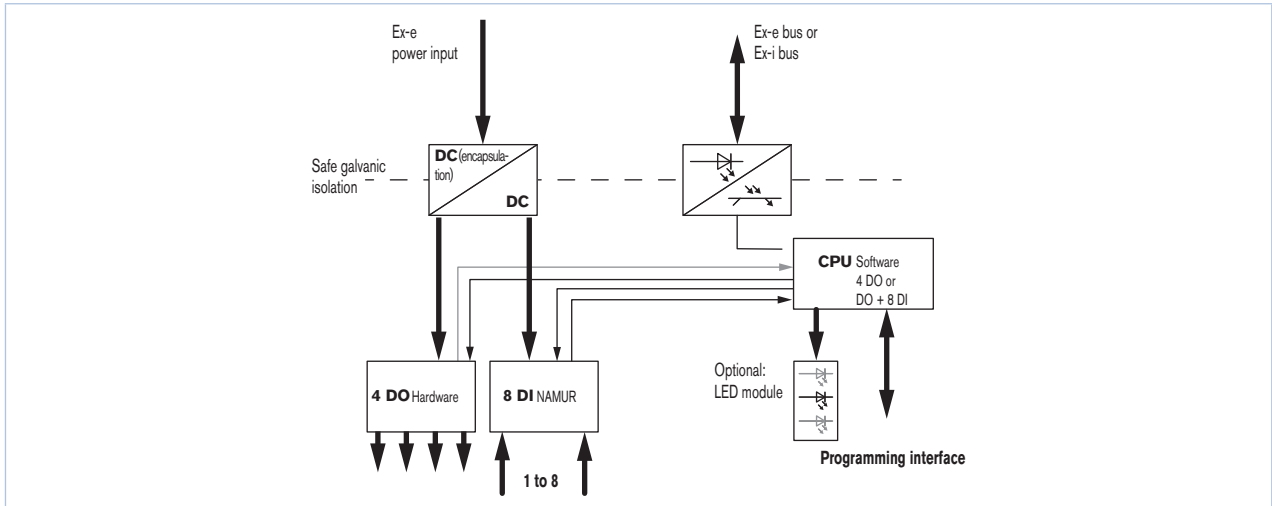 Ex-e
power input
Ex-e bus or
Ex-i bus
Safe galvanic
isolation
DC (encapsula-
tion)
DC
CPU Software
4 DO or
DO + 8 DI
4 DO Hardware
8 DI NAMUR
Optional:
LED module
Programming interface
1 to 8